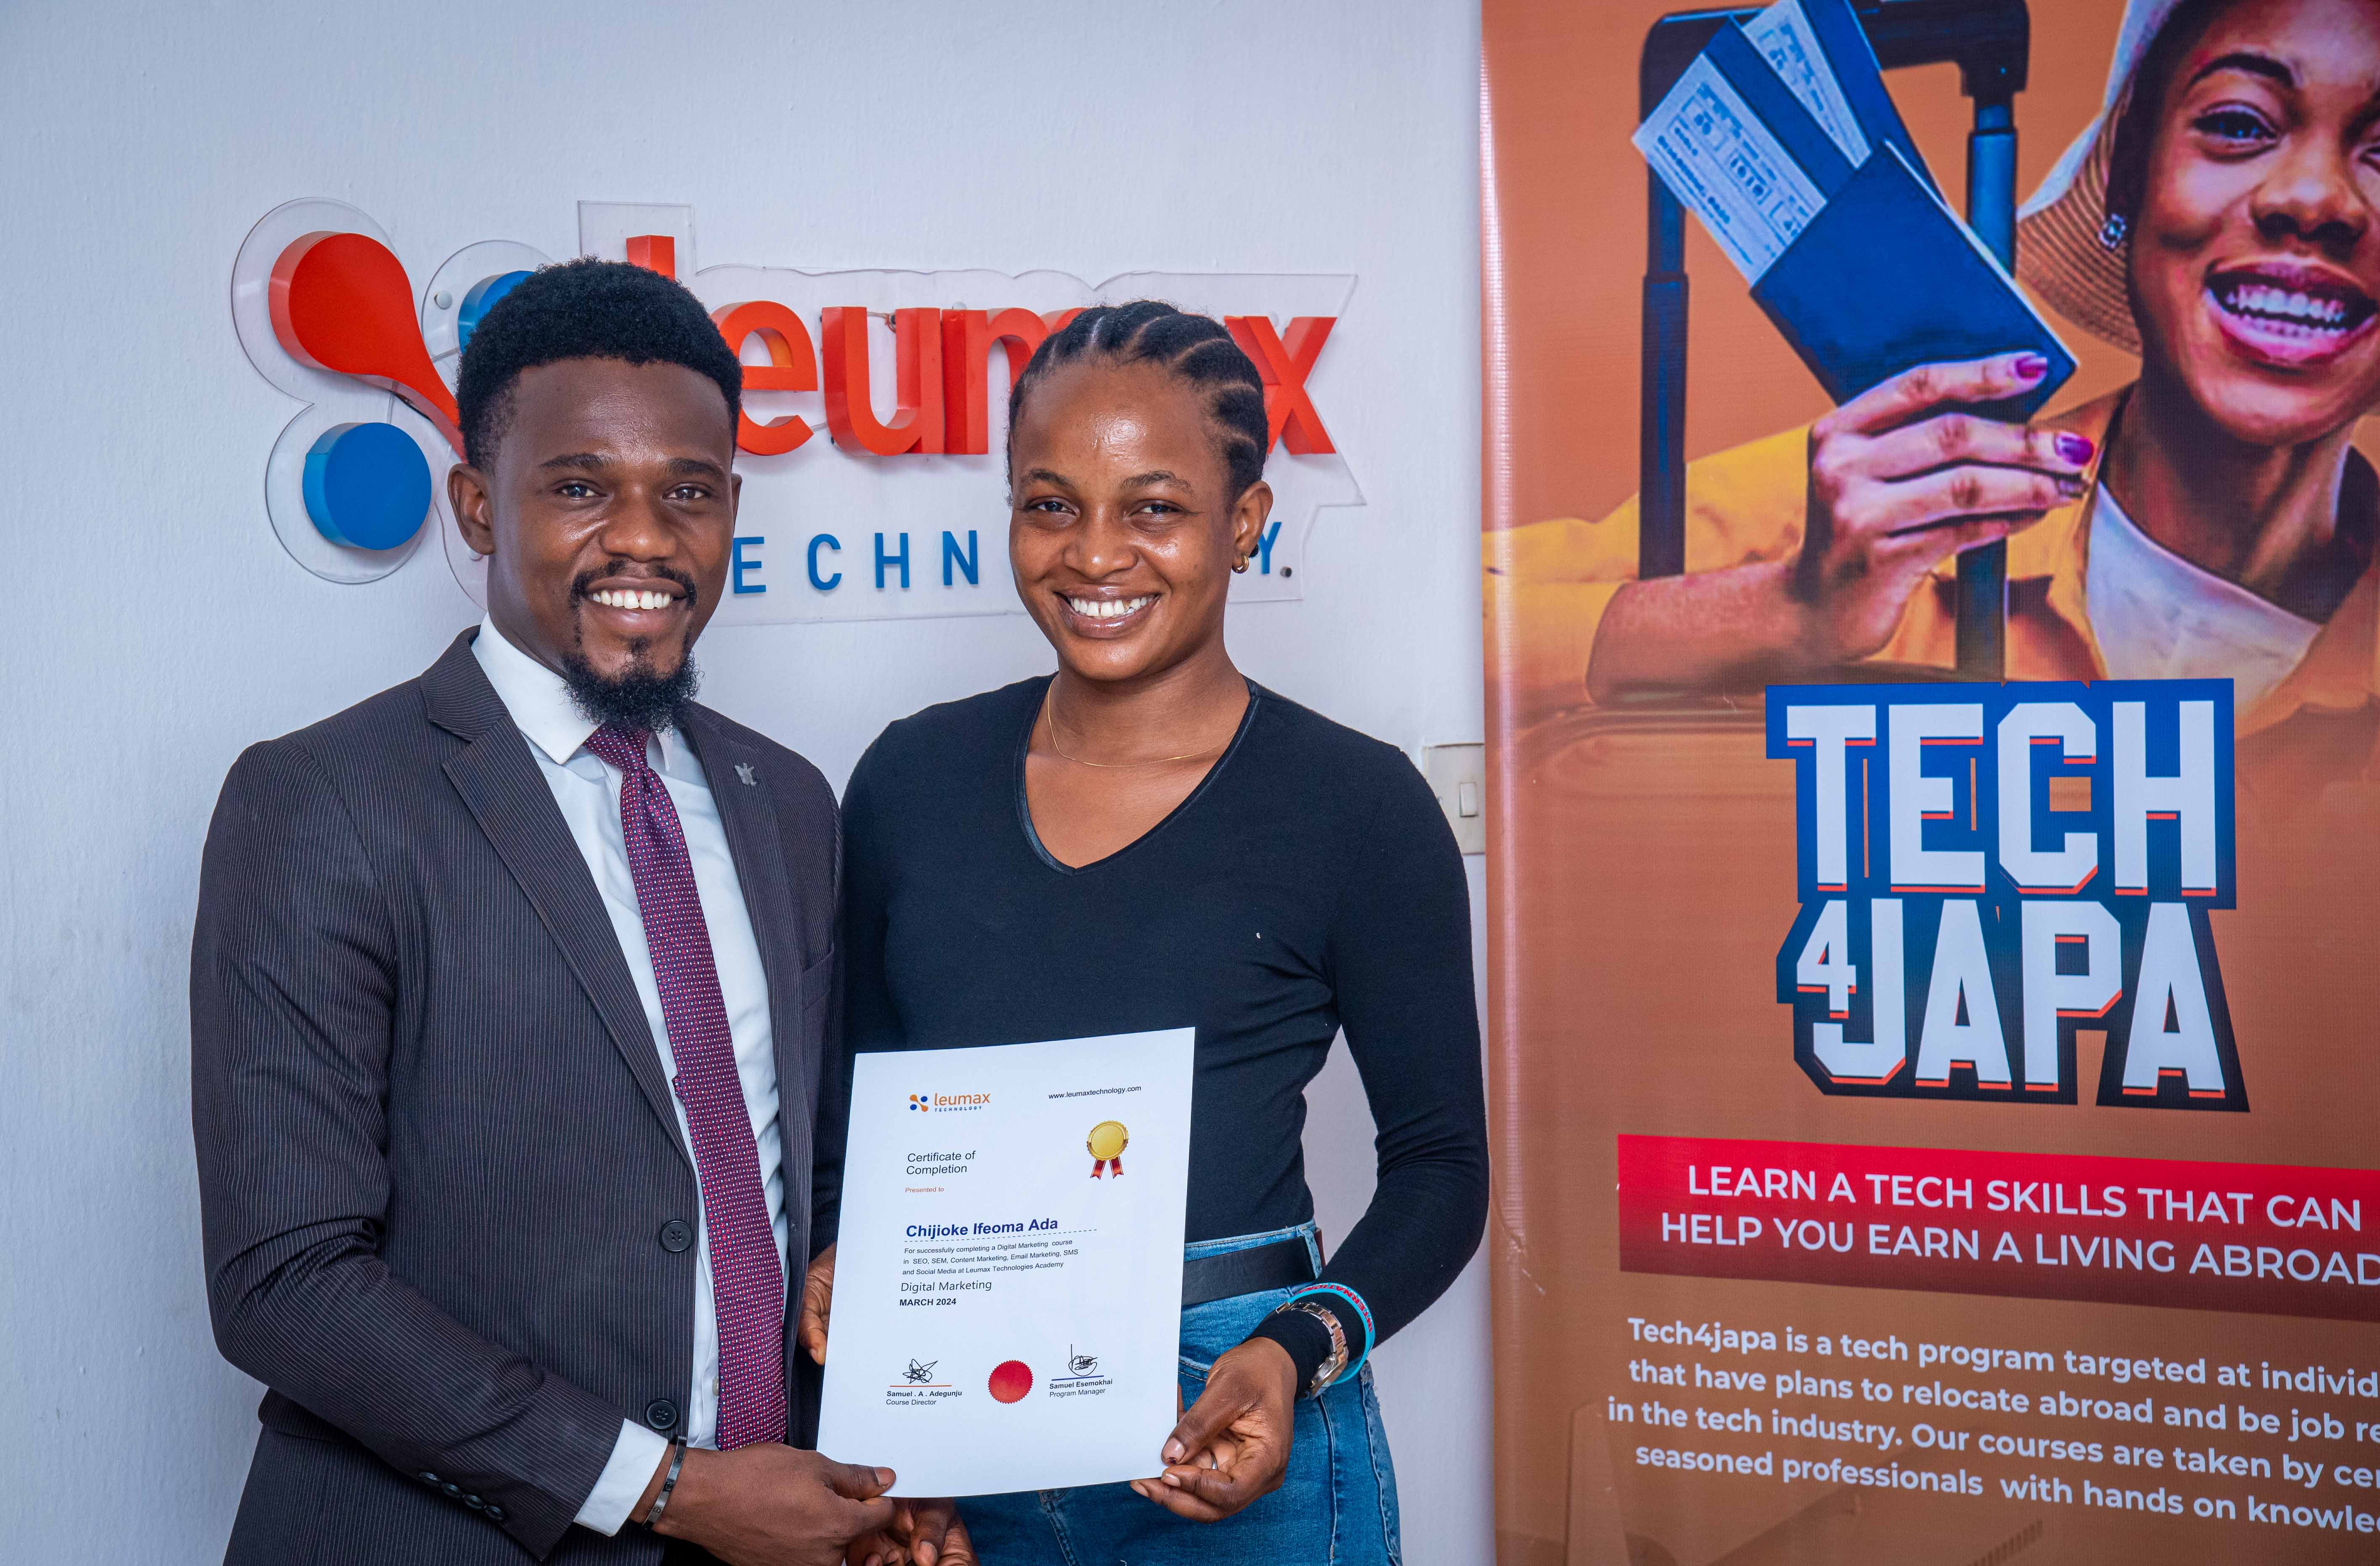 leumax
ECHN
Y
leumax
TECHNOLOGY
www.leumaxtechnology.com
Certificate of
Completion
Presented to
Chijioke Ifeoma Ada
For successfully completing a Digital Marketing course
in SEO, SEM, Content Marketing, Email Marketing, SMS
and Social Media at Leumax Technologies Academy
Digital Marketing
MARCH 2024
Samuel . A . Adegunju
Course Director
Samuel Esemokhai
Program Manager
TECH
4JAPA
LEARN A TECH SKILLS THAT CAN
HELP YOU EARN A LIVING ABROAD
Tech4japa is a tech program targeted at individ
that have plans to relocate abroad and be job re
in the tech industry. Our courses are taken by ce
seasoned professionals with hands on knowle